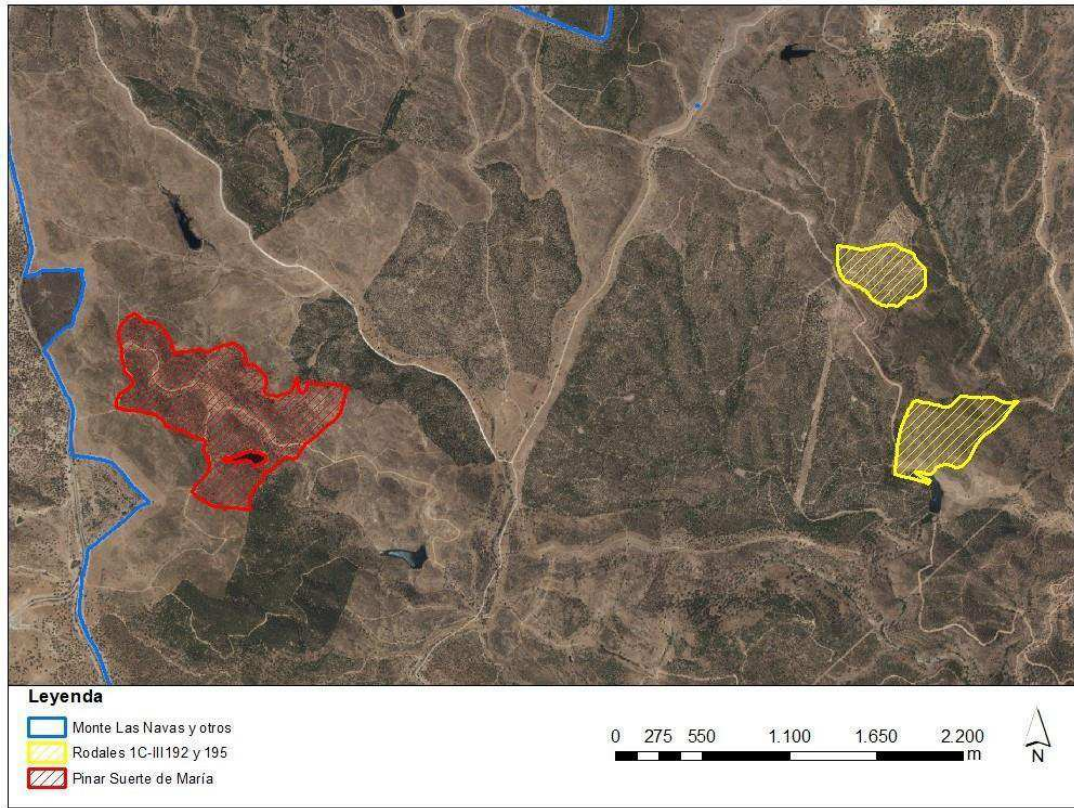 Leyenda
Monte Las Navas y otros
Rodales 1C-III192 y 195
Pinar Suerte de María
0 275 550 1.100 1.650 2.200
m
N